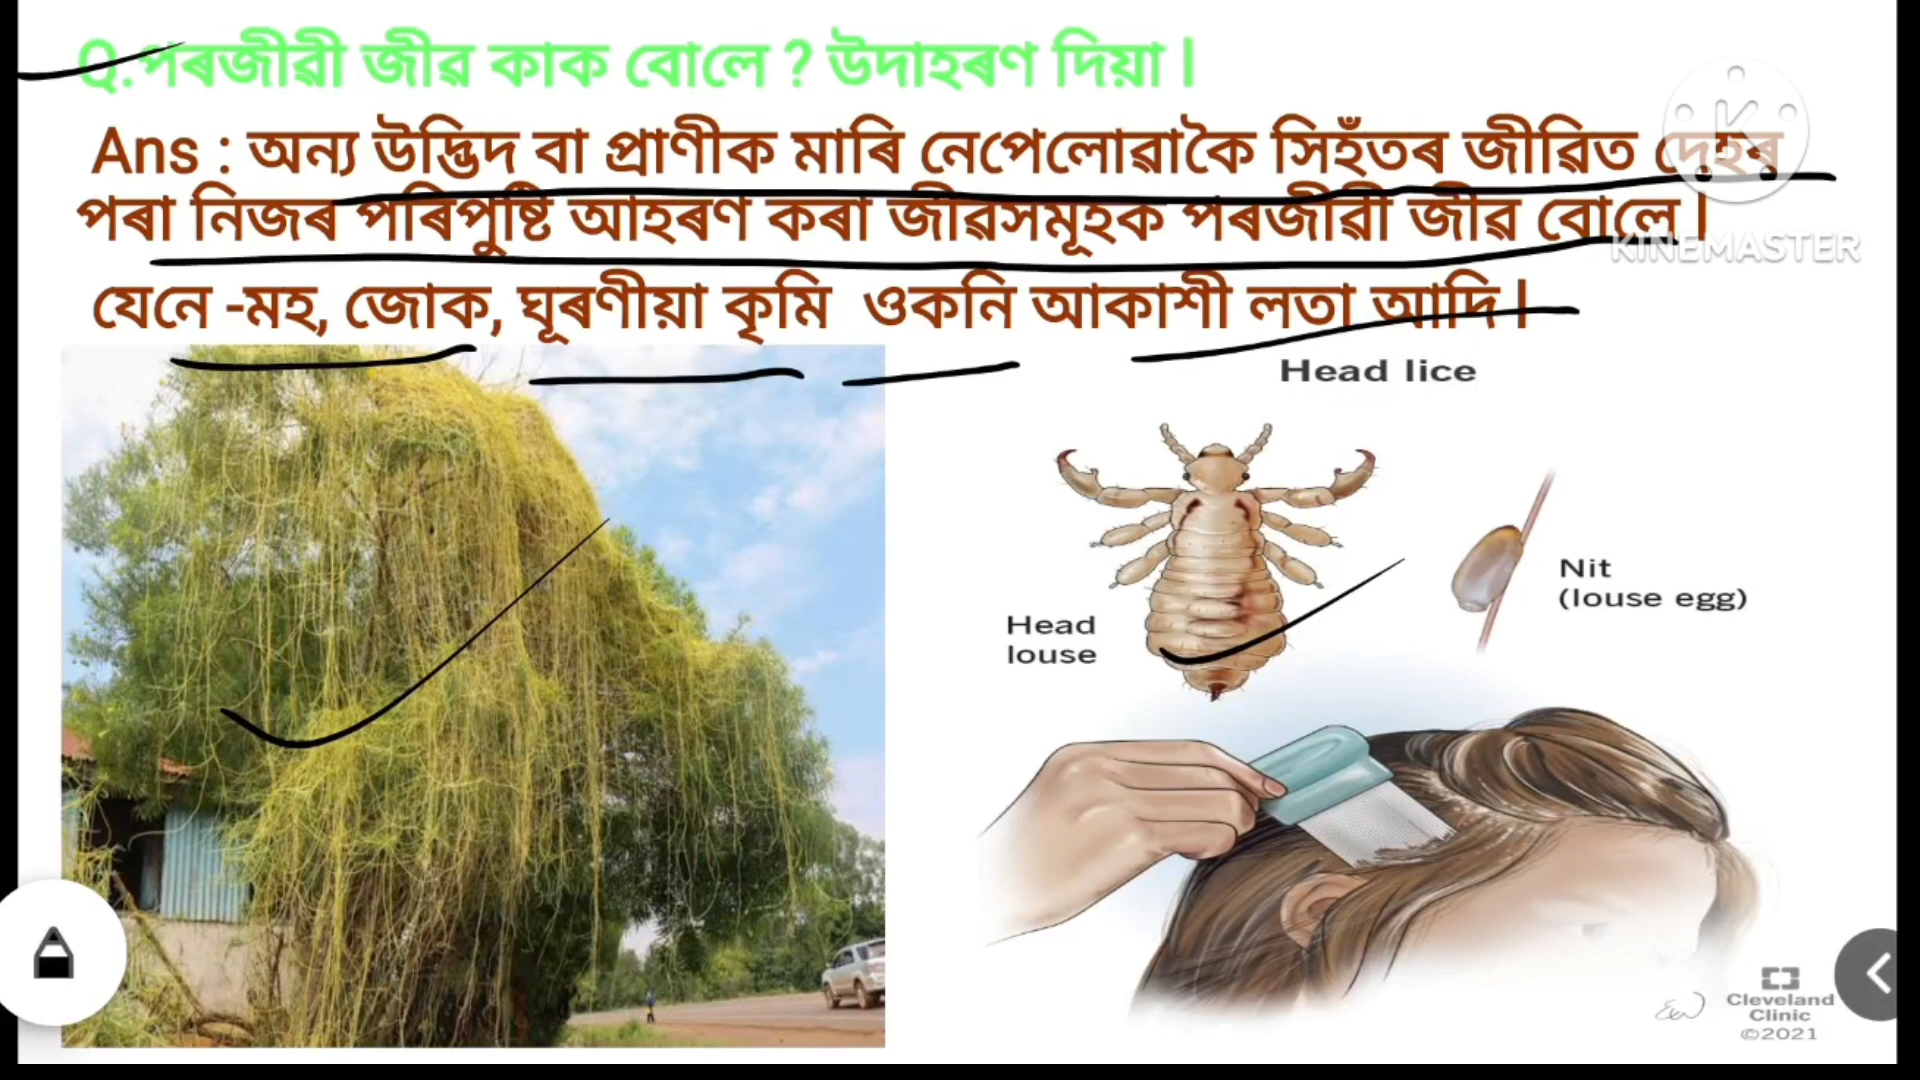 Q.পৰজীৱী জীৱ কাক বোলে ? উদাহৰণ দিয়া ।
Ans : অন্য উদ্ভিদ বা প্ৰাণীক মাৰি নেপেলোৱাকৈ সিহঁতৰ জীৱিত দেহৰ
পৰা নিজৰ পৰিপুষ্টি আহৰণ কৰা জীৱসমূহক পৰজীৱী জীৱ বোলে ।
KINEMASTER
যেনে -মহ, জোক, ঘূৰণীয়া কৃমি ওকনি আকাশী লতা আদি ।
Head lice
Nit
(louse egg)
Head
louse
Cleveland
Clinic
©2021